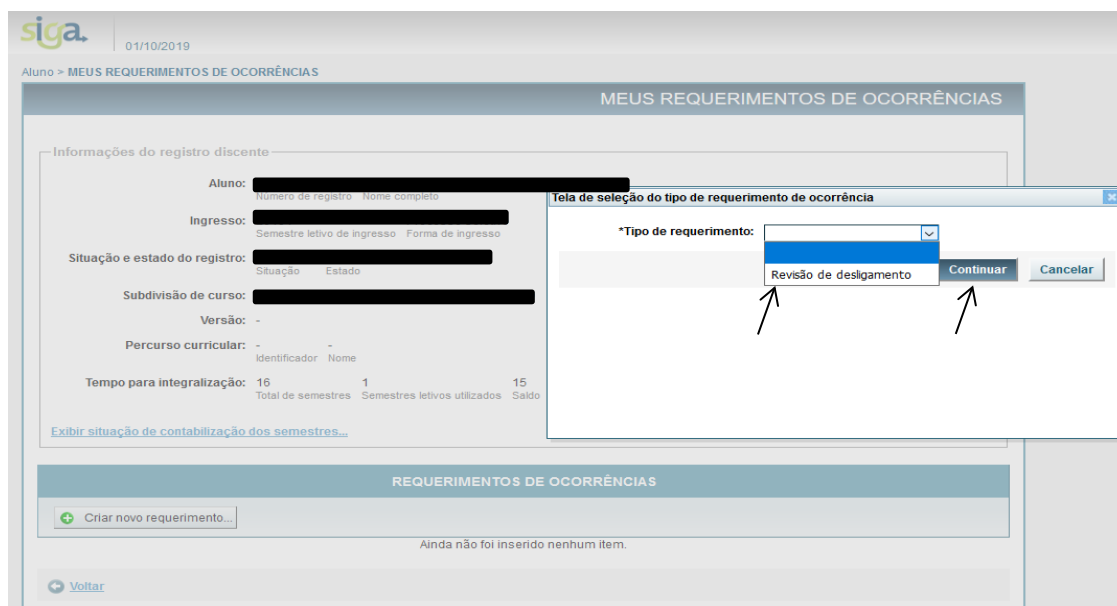 siga
01/10/2019
Aluno > MEUS REQUERIMENTOS DE OCORRÊNCIAS
MEUS REQUERIMENTOS DE OCORRÊNCIAS
Informações do registro discente
Aluno:
Número de registro Nome completo
Ingresso:
Semestre letivo de ingresso Forma de ingresso
Situação e estado do registro:
Situação Estado
Subdivisão de curso:
Versão: -
Percurso curricular: - -
Identificador Nome
Tempo para integralização: 16 1 15
Total de semestres Semestres letivos utilizados Saldo
Exibir situação de contabilização dos semestres...
Tela de seleção do tipo de requerimento de ocorrência
*Tipo de requerimento:
Revisão de desligamento
Continuar Cancelar
REQUERIMENTOS DE OCORRÊNCIAS
Criar novo requerimento...
Ainda não foi inserido nenhum item.
Voltar